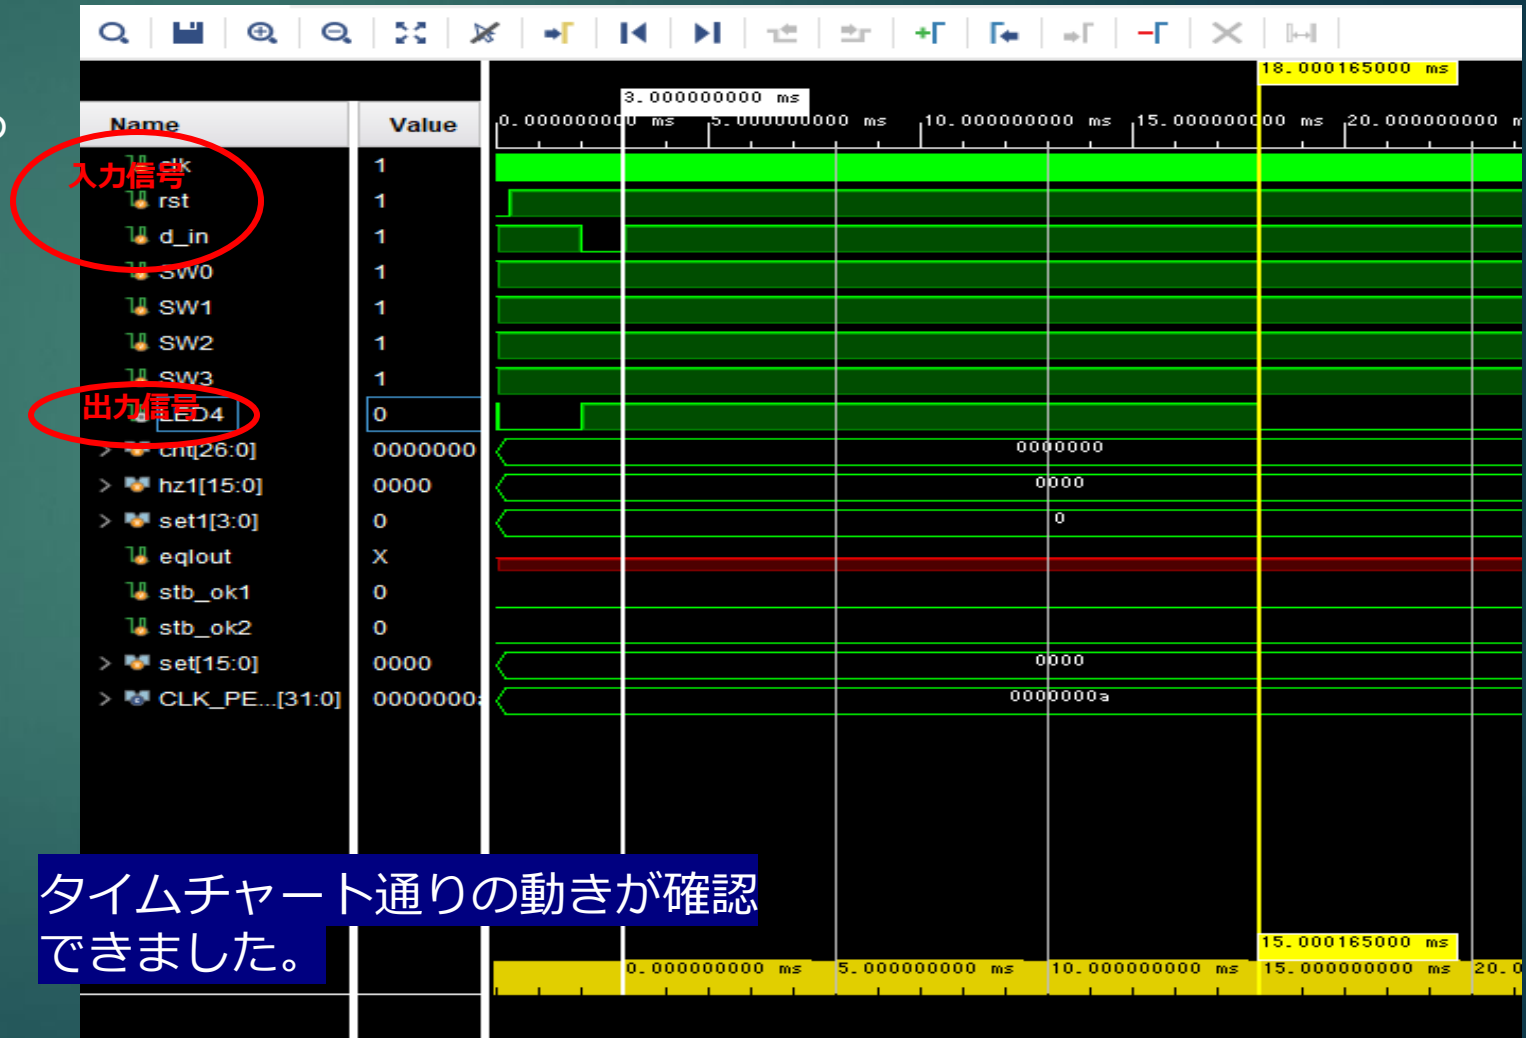 18.000165000 ms
3.000000000 ms
Name
Value
0.000000000 ms
5.000000000 ms
10.000000000 ms
15.000000000 ms
20.000000000 m
入力信号
clk
1
rst
1
d_in
1
SW0
1
SW1
1
SW2
1
SW3
1
出力信号
LED4
0
cnt[26:0]
0000000
0000000
hz1[15:0]
0000
0000
set1[3:0]
0
0
eqlout
X
stb_ok1
0
stb_ok2
0
set[15:0]
0000
0000
CLK_PE...[31:0]
0000000a
0000000a
タイムチャート通りの動きが確認
できました。
15.000165000 ms
0.000000000 ms
5.000000000 ms
10.000000000 ms
15.000000000 ms
20.0